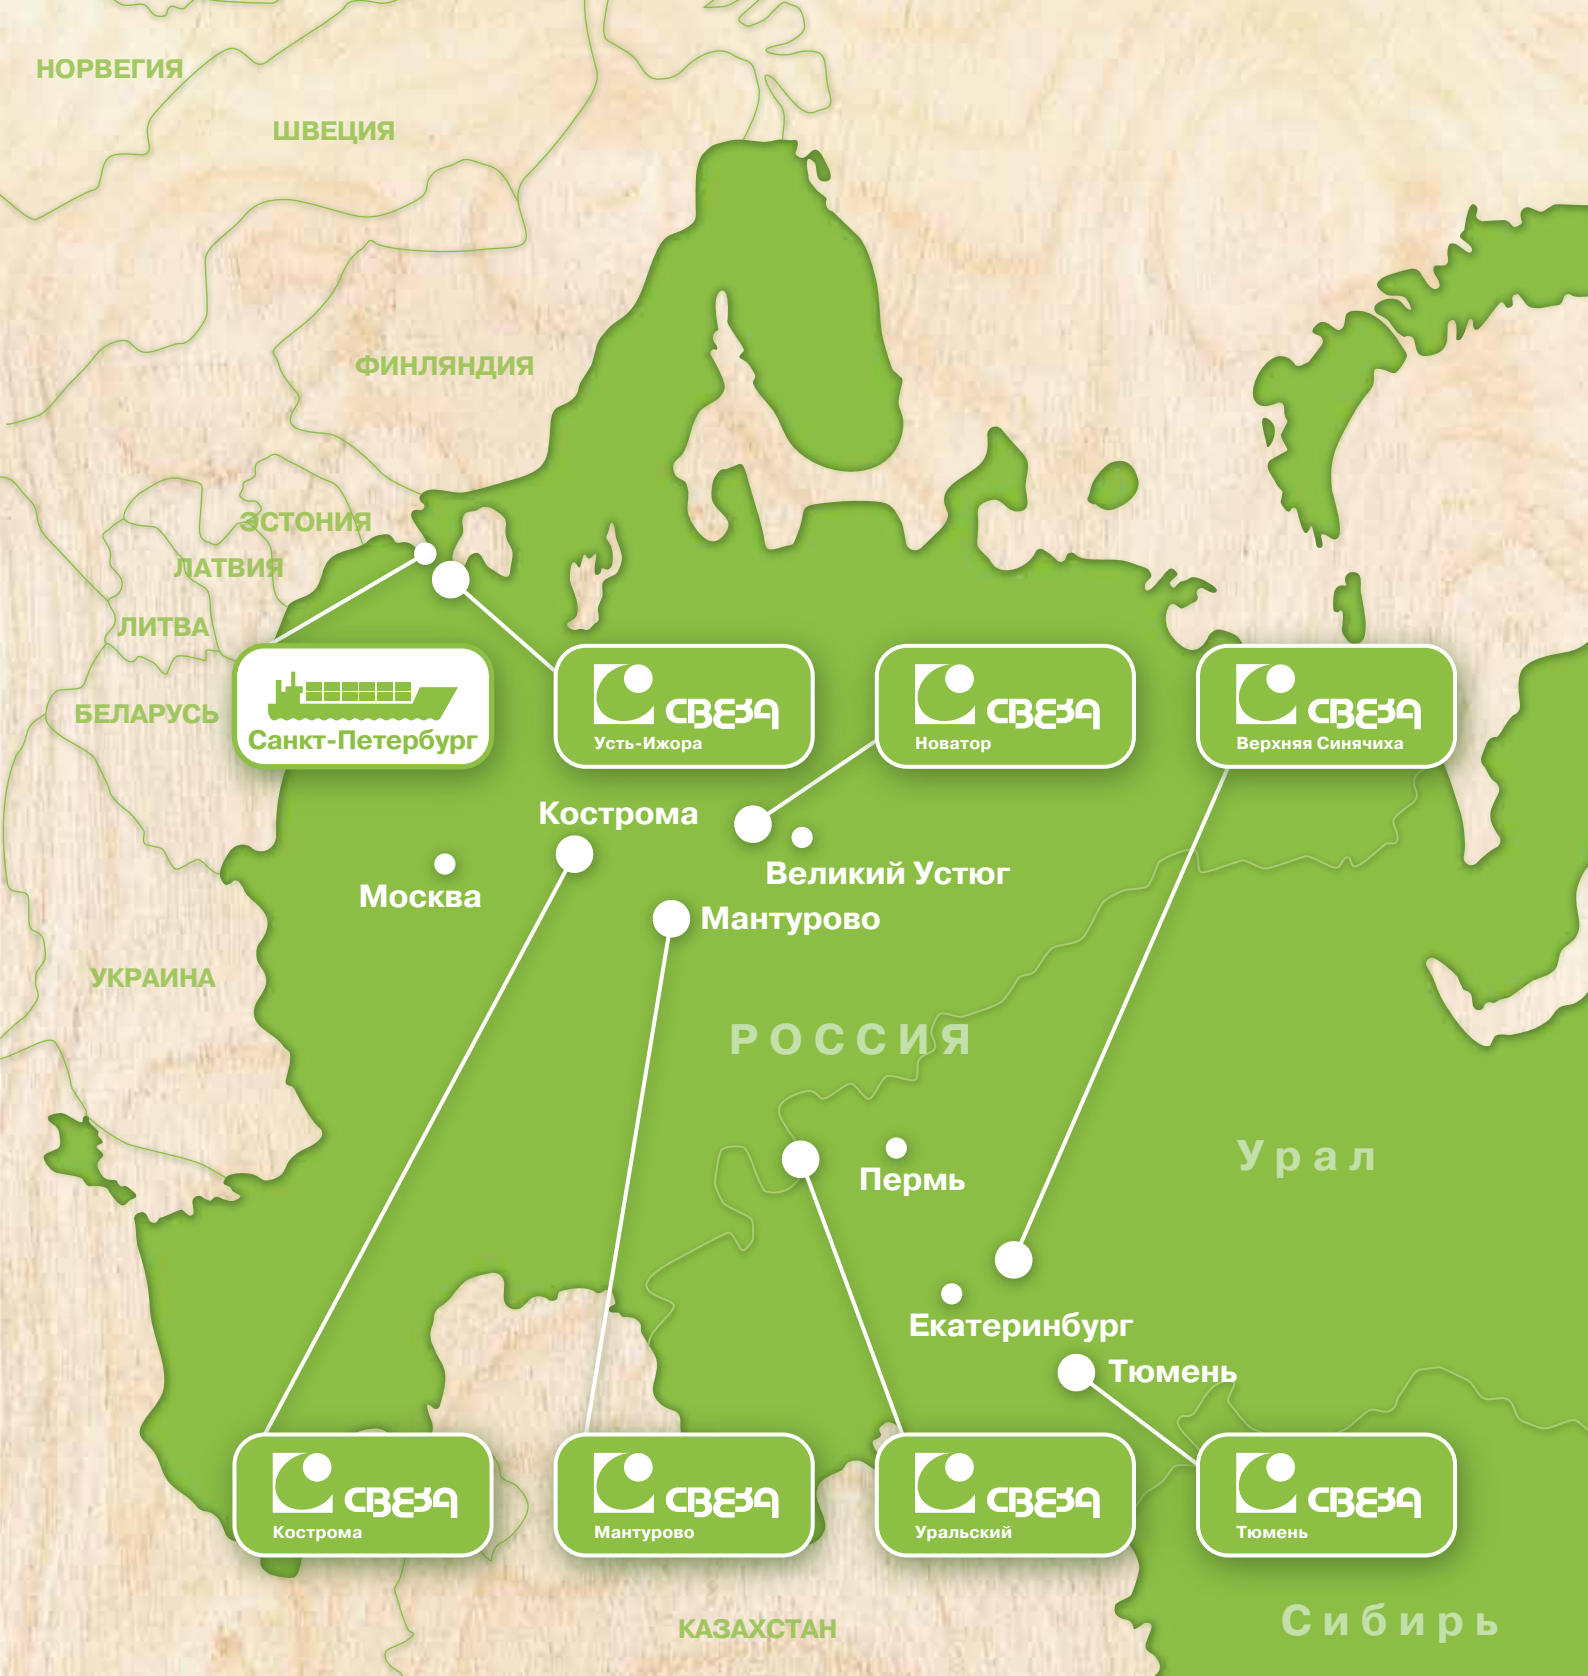 НОРВЕГИЯ
ШВЕЦИЯ
ФИНЛЯНДИЯ
ЭСТОНИЯ
ЛАТВИЯ
ЛИТВА
БЕЛАРУСЬ
Санкт-Петербург
СВЕЗА
Усть-Ижора
СВЕЗА
Новатор
СВЕЗА
Верхняя Синячиха
Кострома
Великий Устюг
Москва
Мантурово
УКРАИНА
РОССИЯ
Урал
Пермь
Екатеринбург
Тюмень
СВЕЗА
Кострома
СВЕЗА
Мантурово
СВЕЗА
Уральский
СВЕЗА
Тюмень
КАЗАХСТАН
Сибирь